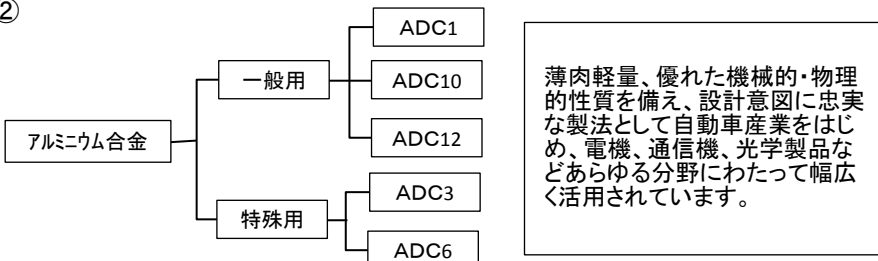 ②
アルミニウム合金
一般用
ADC1
ADC10
ADC12
特殊用
ADC3
ADC6
薄肉軽量、優れた機械的・物理
的性質を備え、設計意図に忠実
な製法として自動車産業をはじ
め、電機、通信機、光学製品な
どあらゆる分野にわたって幅広
く活用されています。